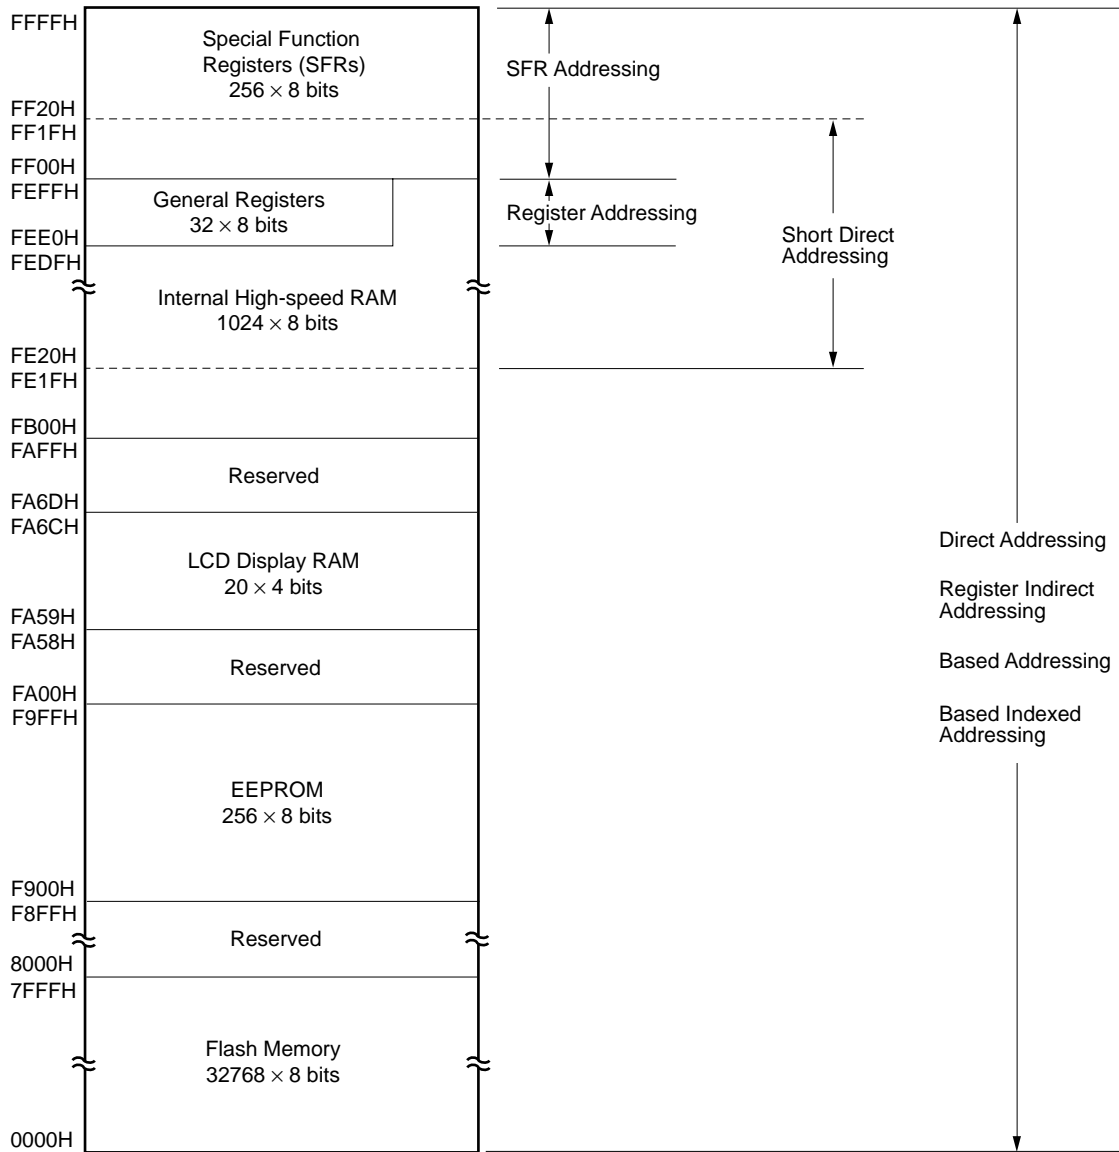 FFFFH
Special Function
Registers (SFRs)
256 × 8 bits
SFR Addressing
FF20H
FF1FH
FF00H
FEFFH
General Registers
32 × 8 bits
Register Addressing
Short Direct
Addressing
FEE0H
FEDFH
Internal High-speed RAM
1024 × 8 bits
FE20H
FE1FH
FB00H
FAFFH
Reserved
FA6DH
FA6CH
LCD Display RAM
20 × 4 bits
Direct Addressing
Register Indirect
Addressing
Based Addressing
Based Indexed
Addressing
FA59H
FA58H
Reserved
FA00H
F9FFH
EEPROM
256 × 8 bits
F900H
F8FFH
Reserved
8000H
7FFFH
Flash Memory
32768 × 8 bits
0000H